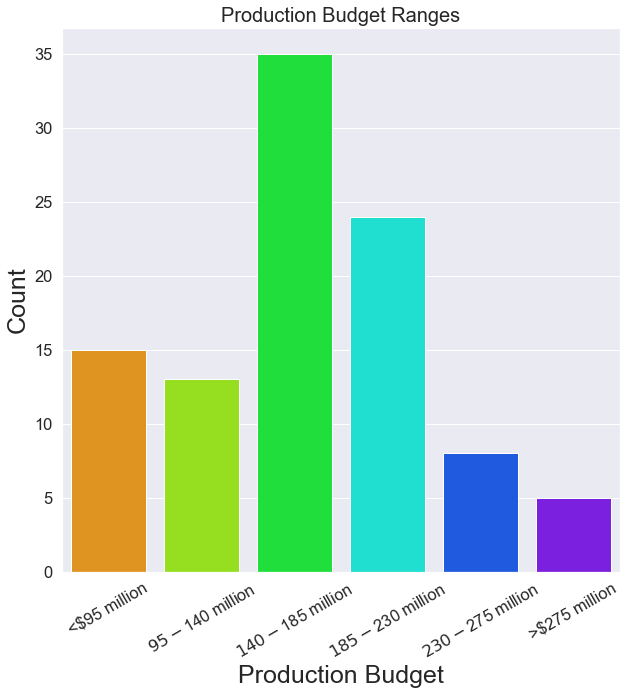 Production Budget Ranges
Count
35
30
25
20
15
10
5
0
<$95 million
95 − 140 million
140 − 185 million
185 − 230 million
230 − 275 million
>$275 million
Production Budget